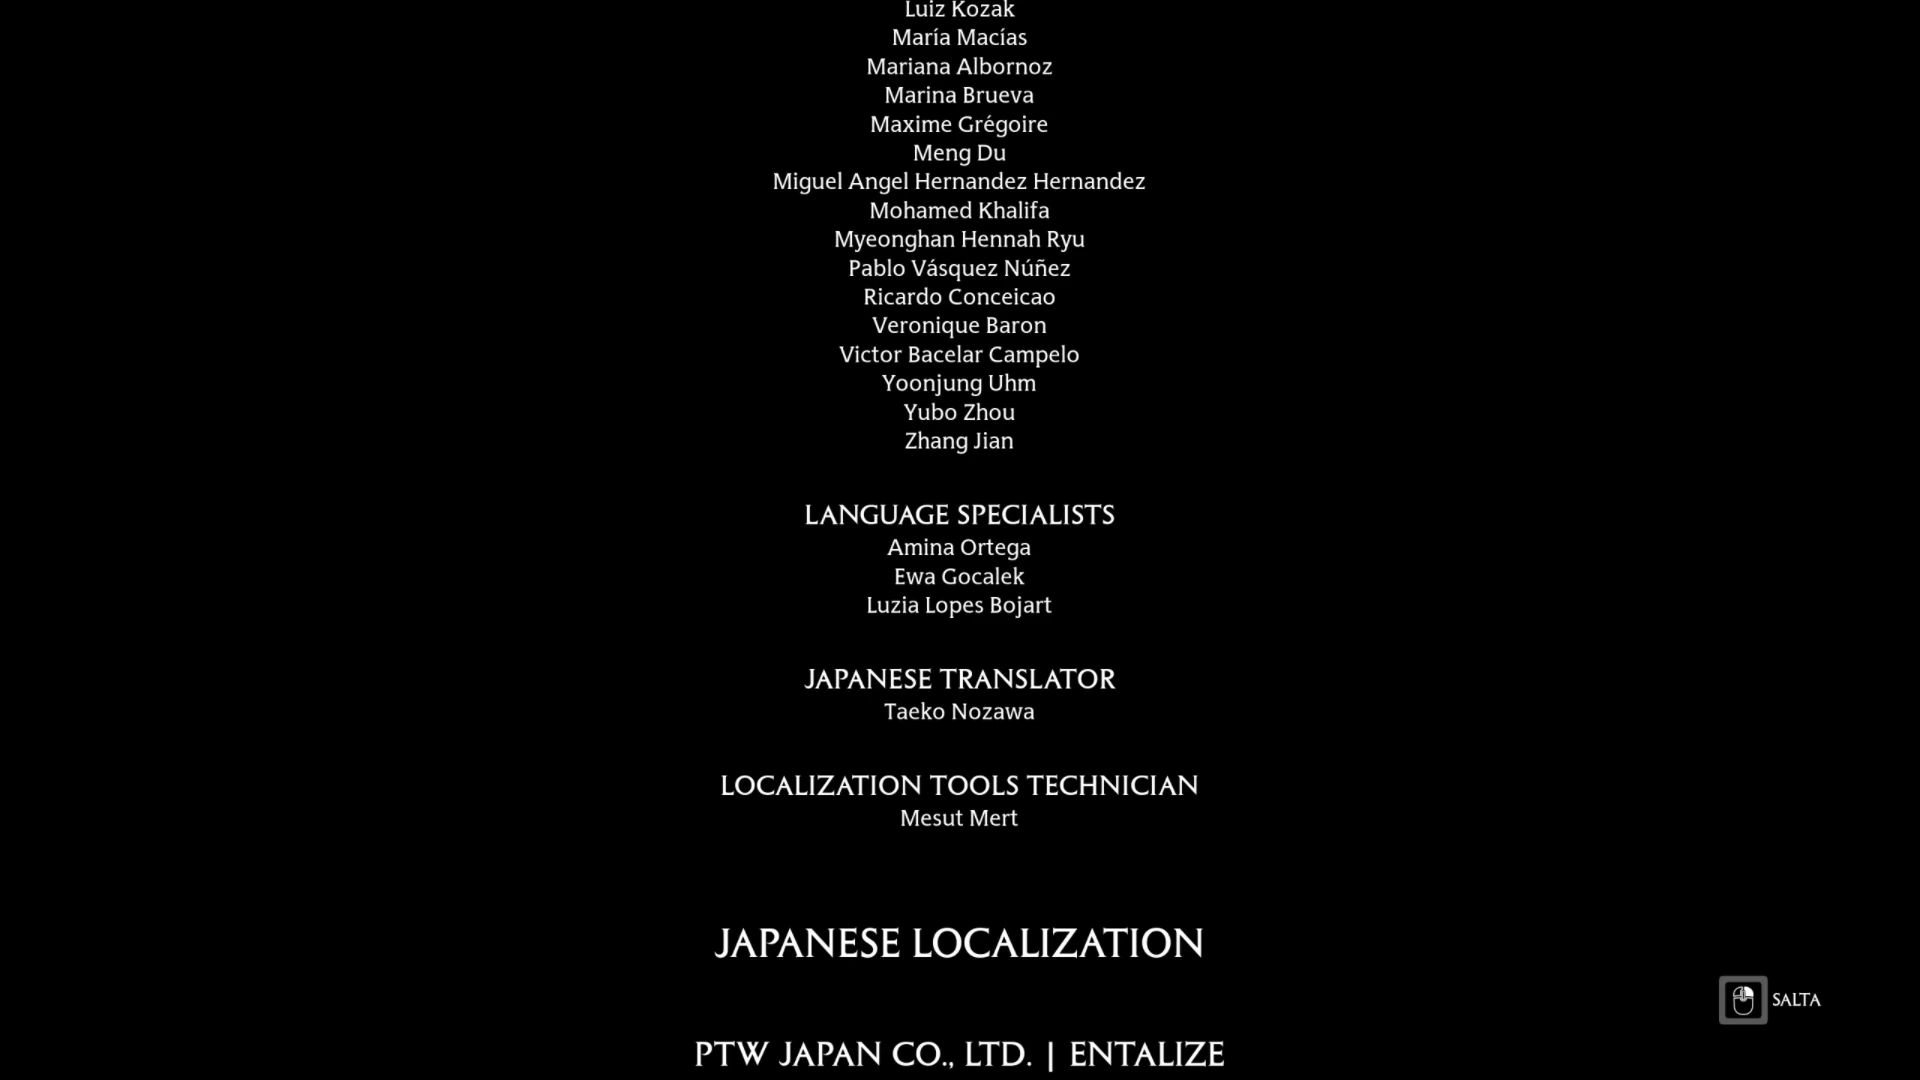 Luiz Kozak
María Macías
Mariana Albornoz
Marina Brueva
Maxime Grégoire
Meng Du
Miguel Angel Hernandez Hernandez
Mohamed Khalifa
Myeonghan Hennah Ryu
Pablo Vásquez Núñez
Ricardo Conceicao
Veronique Baron
Victor Bacelar Campelo
Yoonjung Uhm
Yubo Zhou
Zhang Jian
LANGUAGE SPECIALISTS
Amina Ortega
Ewa Gocalek
Luzia Lopes Bojart
JAPANESE TRANSLATOR
Taeko Nozawa
LOCALIZATION TOOLS TECHNICIAN
Mesut Mert
JAPANESE LOCALIZATION
SALTA
PTW JAPAN CO., LTD. | ENTALIZE